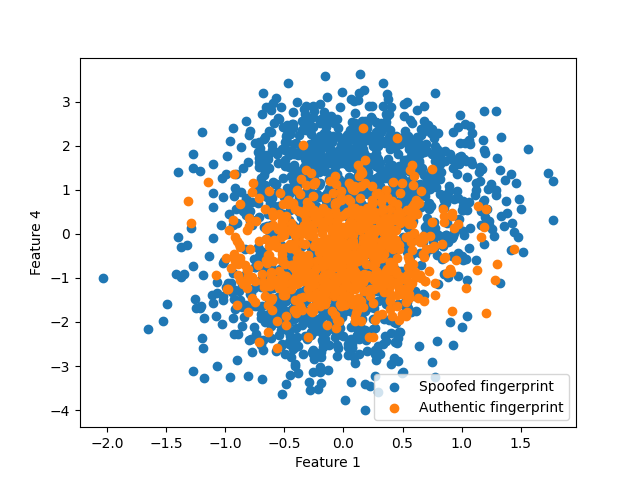 3
2
1
0
−1
−2
−3
−4
Feature 4
−2.0 −1.5 −1.0 −0.5 0.0 0.5 1.0 1.5
Feature 1
Spoofed fingerprint
Authentic fingerprint